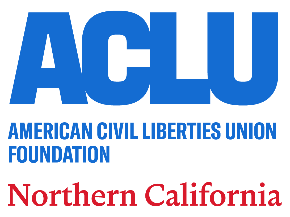 ACLU
AMERICAN CIVIL LIBERTIES UNION
FOUNDATION
Northern California